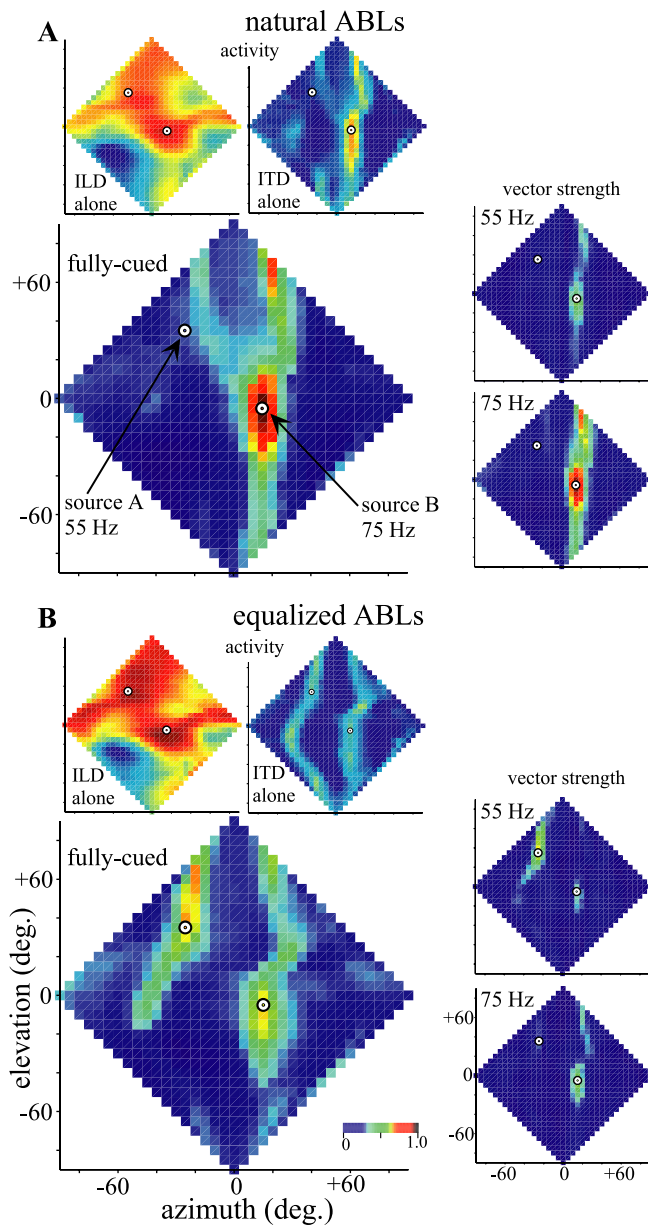 A
natural ABLs
activity
ILD
alone
ITD
alone
vector strength
55 Hz
fully-cued
+60
0
-60
source A
55 Hz
source B
75 Hz
75 Hz
B
equalized ABLs
activity
ILD
alone
ITD
alone
vector strength
55 Hz
fully-cued
+60
0
-60
elevation (deg.)
0 1.0
-60 0 +60
azimuth (deg.)
75 Hz
+60
0
-60
-60 0 +60